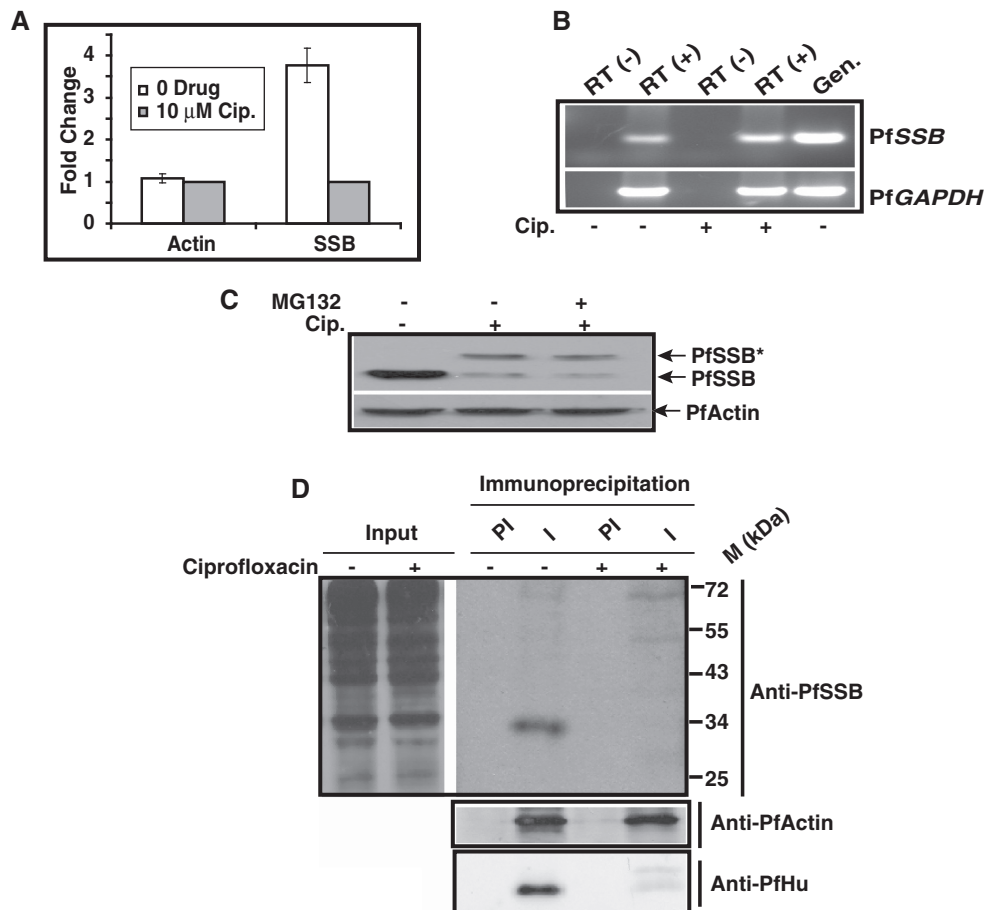 A
Fold Change
4
3
2
1
0
0 Drug
10 μM Cip.
Actin
SSB
B
RT (-)
RT (+)
RT (-)
RT (+)
Gen.
PfSSB
PfGAPDH
Cip. - - + + -
C
MG132 - - +
Cip. - + +
PfSSB*
PfSSB
PfActin
D
Immunoprecipitation
Input
PI
I
PI
I
M (kDa)
Ciprofloxacin - + - - + +
72
55
43
34
25
Anti-PfSSB
Anti-PfActin
Anti-PfHu